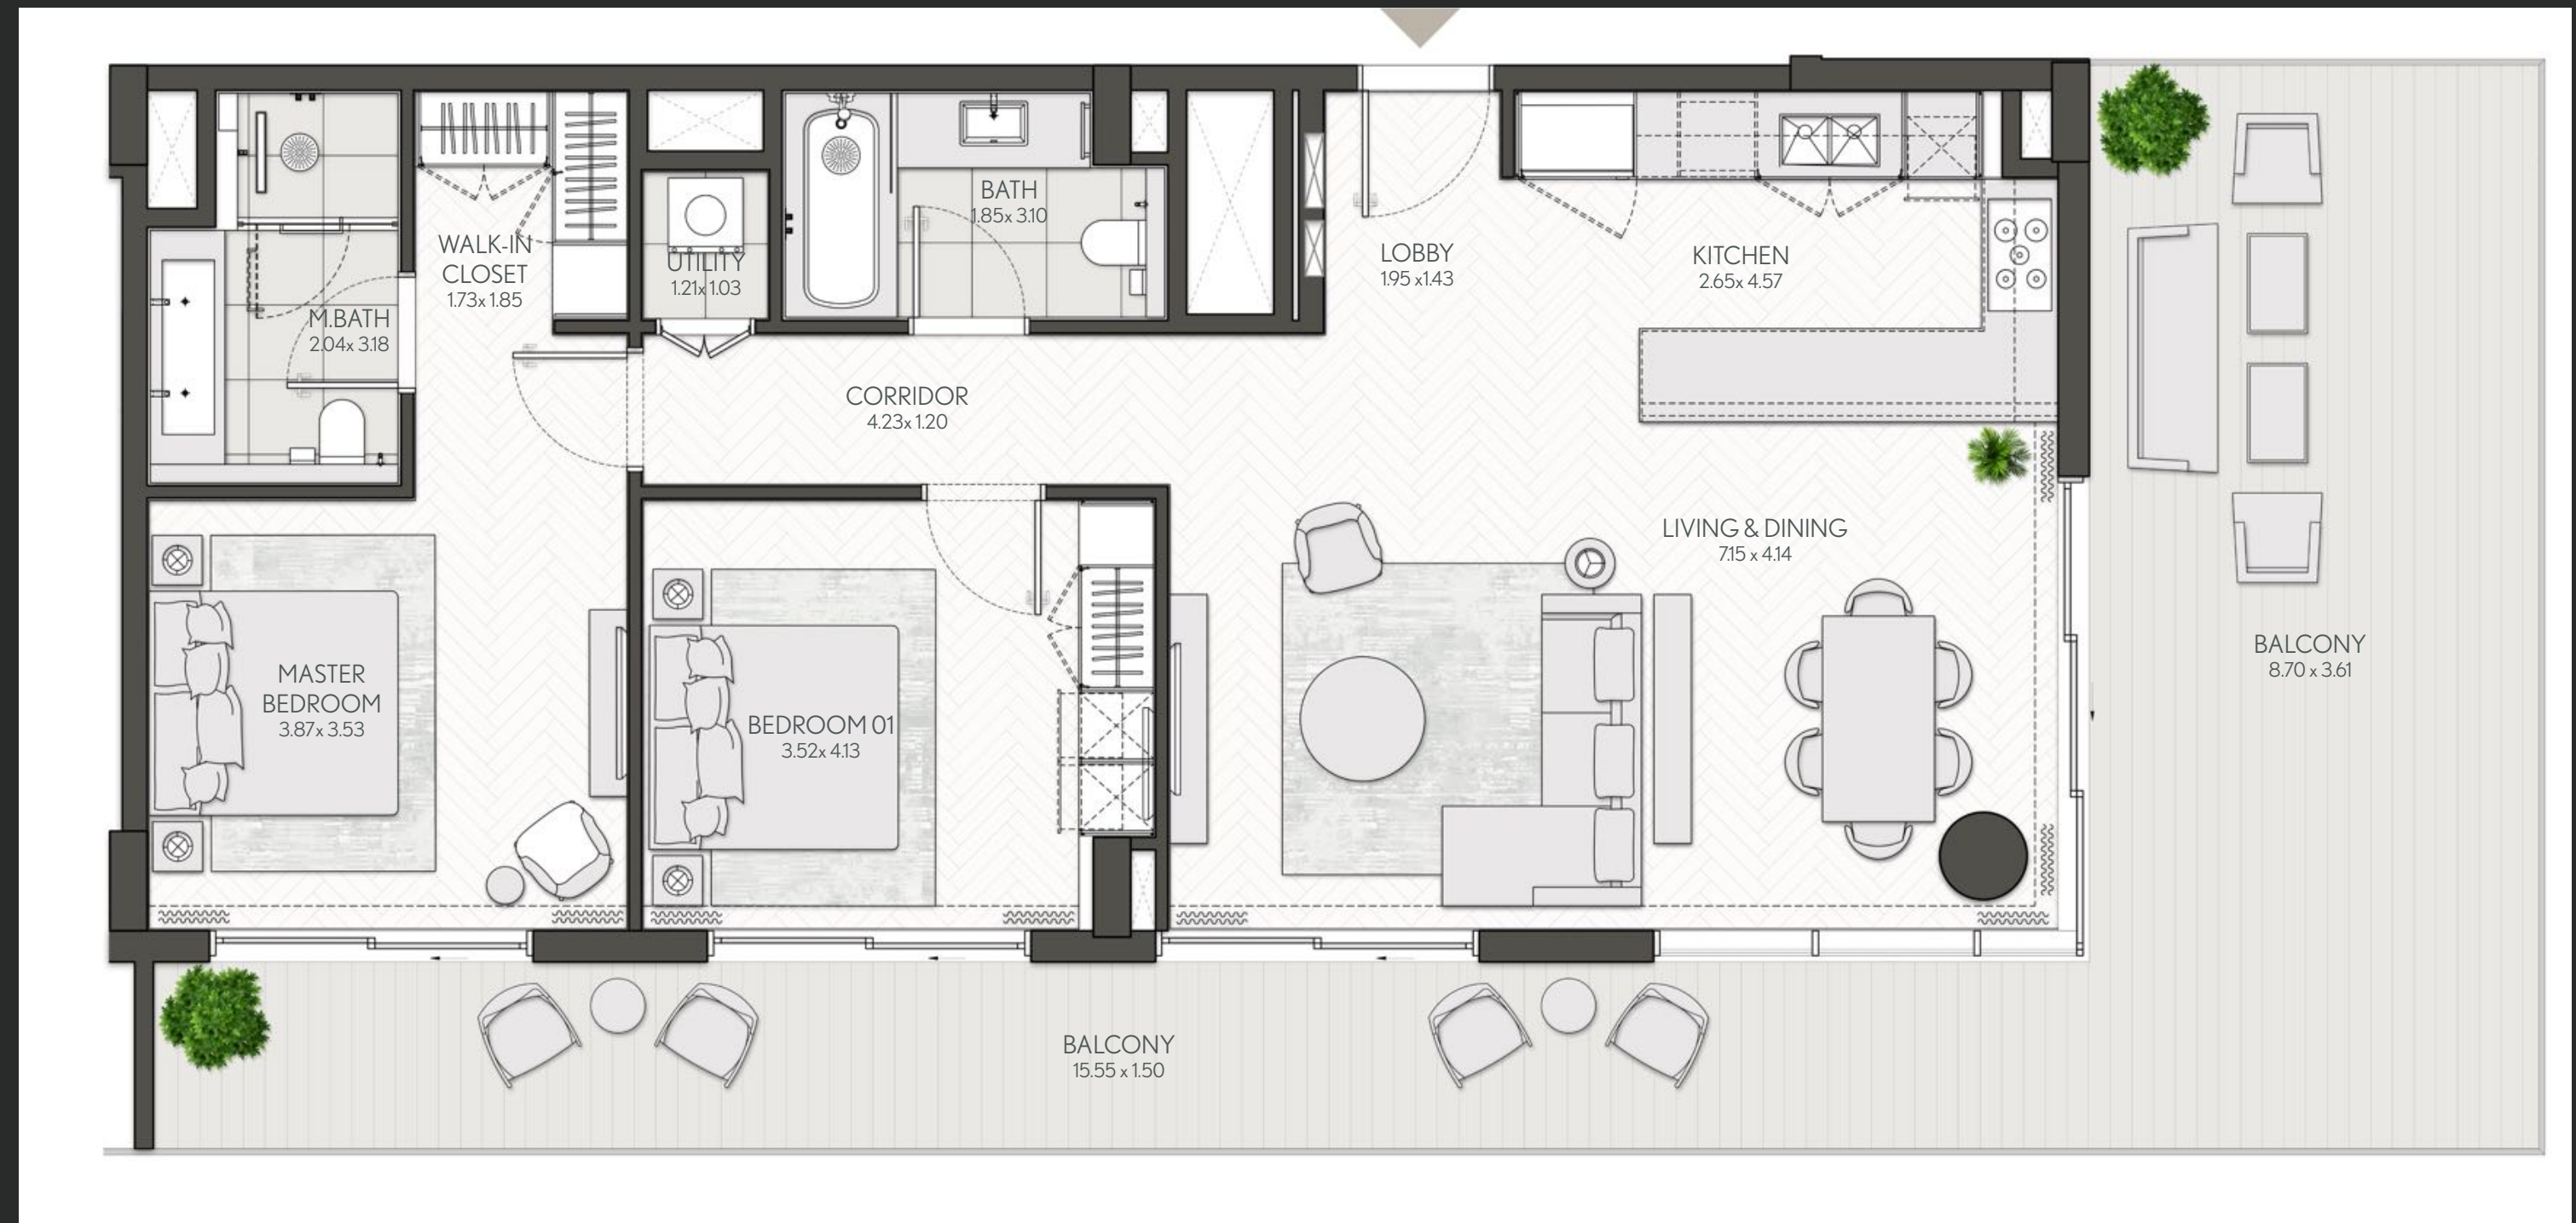 WALK-IN
CLOSET
1.73x 1.85
M.BATH
2.04x 3.18
UTILITY
1.21x 1.03
BATH
1.85x 3.10
LOBBY
1.95 x1.43
KITCHEN
2.65x 4.57
CORRIDOR
4.23x 1.20
LIVING & DINING
7.15 x 4.14
MASTER
BEDROOM
3.87x 3.53
BEDROOM 01
3.52x 4.13
BALCONY
8.70 x 3.61
BALCONY
15.55 x 1.50